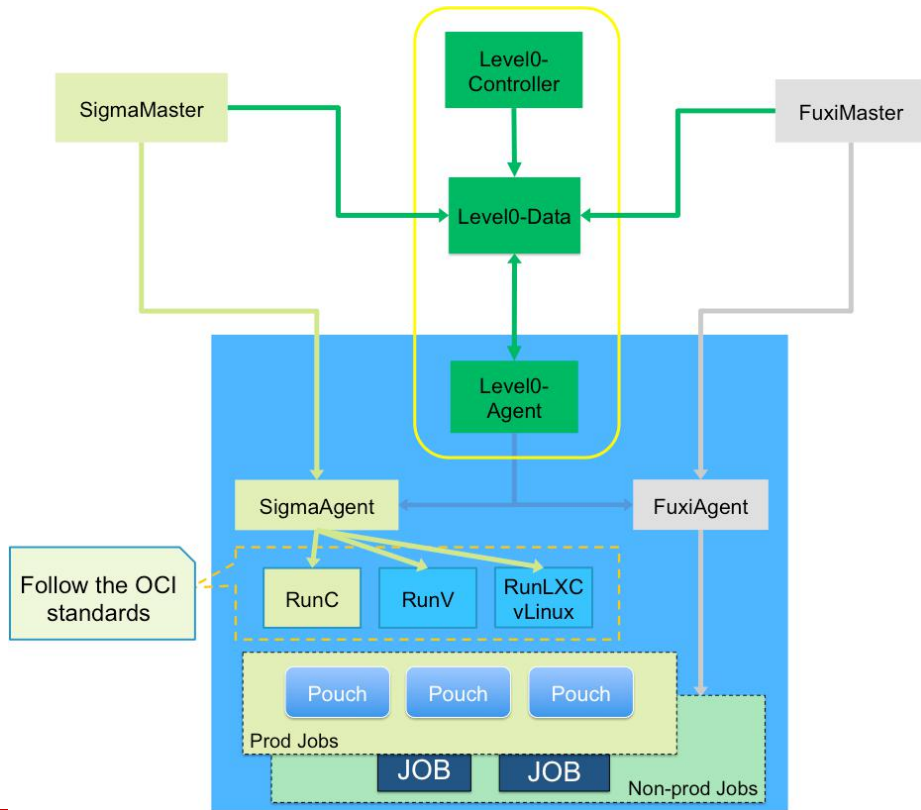 Level0-
Controller
SigmaMaster
FuxiMaster
Level0-Data
Level0-
Agent
SigmaAgent
FuxiAgent
Follow the OCI
standards
RunC
RunV
RunLXC
vLinux
Pouch
Pouch
Pouch
Prod Jobs
JOB
JOB
Non-prod Jobs